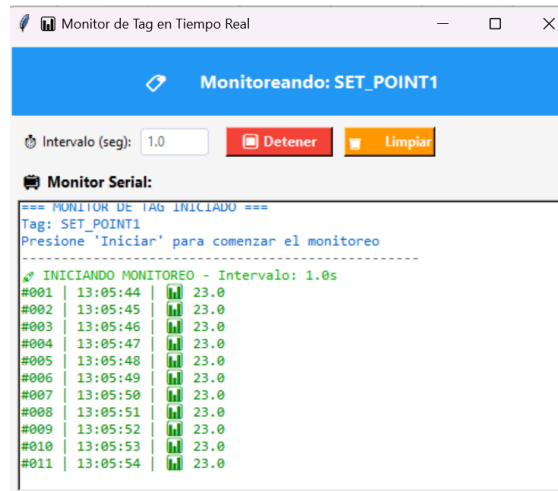 Monitor de Tag en Tiempo Real
Monitoreando: SET_POINT1
Intervalo (seg): 1.0 Detener Limpiar
Monitor Serial:
=== MONITOR DE TAG INICIADO ===
Tag: SET_POINT1
Presione 'Iniciar' para comenzar el monitoreo
--------------------------------------------------
INICIANDO MONITOREO - Intervalo: 1.0s
#001 | 13:05:44 | 23.0
#002 | 13:05:45 | 23.0
#003 | 13:05:46 | 23.0
#004 | 13:05:47 | 23.0
#005 | 13:05:48 | 23.0
#006 | 13:05:49 | 23.0
#007 | 13:05:50 | 23.0
#008 | 13:05:51 | 23.0
#009 | 13:05:52 | 23.0
#010 | 13:05:53 | 23.0
#011 | 13:05:54 | 23.0